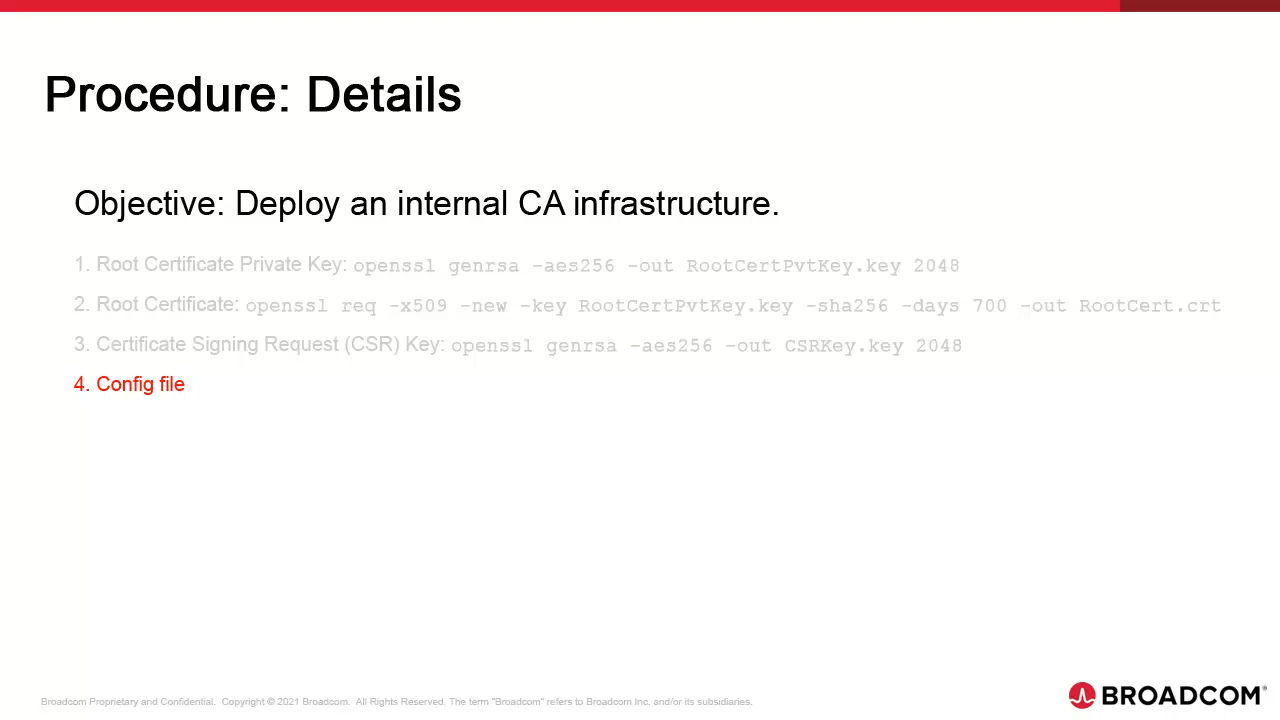 Procedure: Details
Objective: Deploy an internal CA infrastructure.
1. Root Certificate Private Key: openssl genrsa -aes256 -out RootCertPvtKey.key 2048
2. Root Certificate: openssl req -x509 -new -key RootCertPvtKey.key -sha256 -days 700 -out RootCert.crt
3. Certificate Signing Request (CSR) Key: openssl genrsa -aes256 -out CSRKey.key 2048
4. Config file
Broadcom Proprietary and Confidential. Copyright © 2021 Broadcom. All Rights Reserved. The term "Broadcom" refers to Broadcom Inc. and/or its subsidiaries.
BROADCOM®